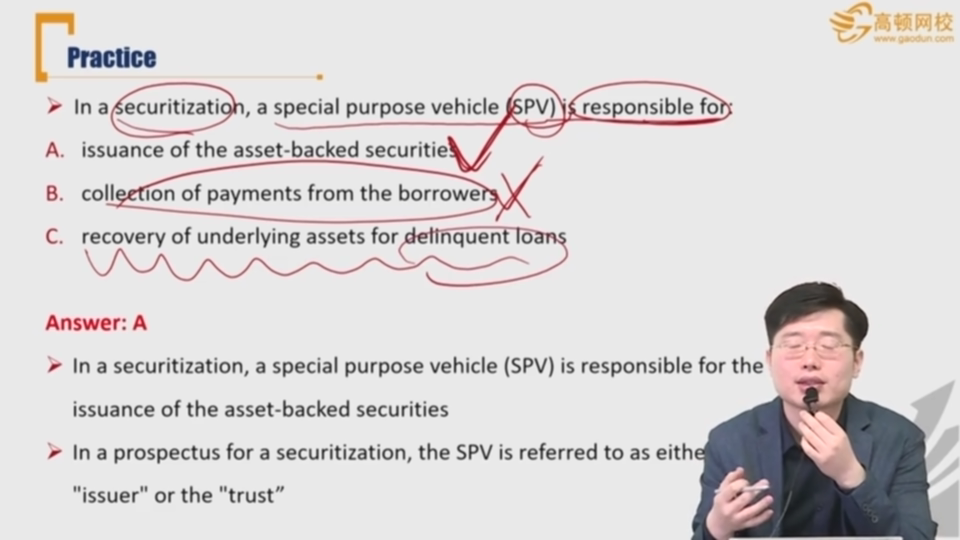 高顿网校
www.gaodun.com
Practice
In a securitization, a special purpose vehicle (SPV) is responsible for:
A. issuance of the asset-backed securities
B. collection of payments from the borrowers
C. recovery of underlying assets for delinquent loans
Answer: A
In a securitization, a special purpose vehicle (SPV) is responsible for the
issuance of the asset-backed securities
In a prospectus for a securitization, the SPV is referred to as
"issuer" or the "trust”